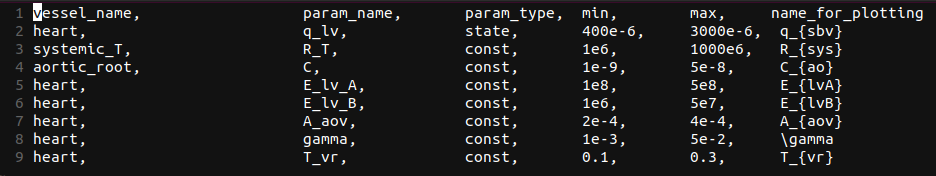 1 vessel_name, param_name, param_type, min, max, name_for_plotting
2 heart, q_lv, state, 400e-6, 3000e-6, q_{sbv}
3 systemic_T, R_T, const, 1e6, 1000e6, R_{sys}
4 aortic_root, C, const, 1e-9, 5e-8, C_{ao}
5 heart, E_lv_A, const, 1e8, 5e8, E_{lvA}
6 heart, E_lv_B, const, 1e6, 5e7, E_{lvB}
7 heart, A_aov, const, 2e-4, 4e-4, A_{aov}
8 heart, gamma, const, 1e-3, 5e-2, \gamma
9 heart, T_vr, const, 0.1, 0.3, T_{vr}